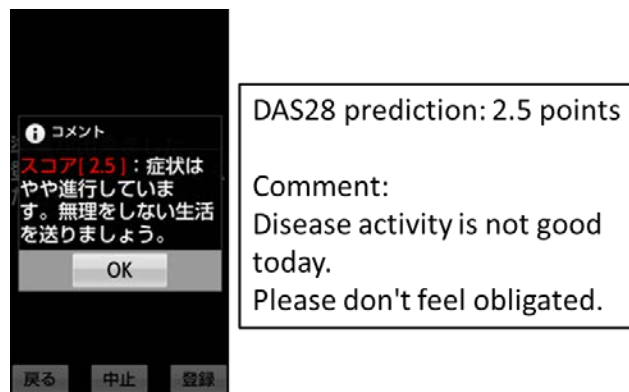 コメント
スコア[2.5]：症状は
やや進行していま
す。無理をしない生活
を送りましょう。
OK
戻る
中止
登録
DAS28 prediction: 2.5 points
Comment:
Disease activity is not good
today.
Please don't feel obligated.